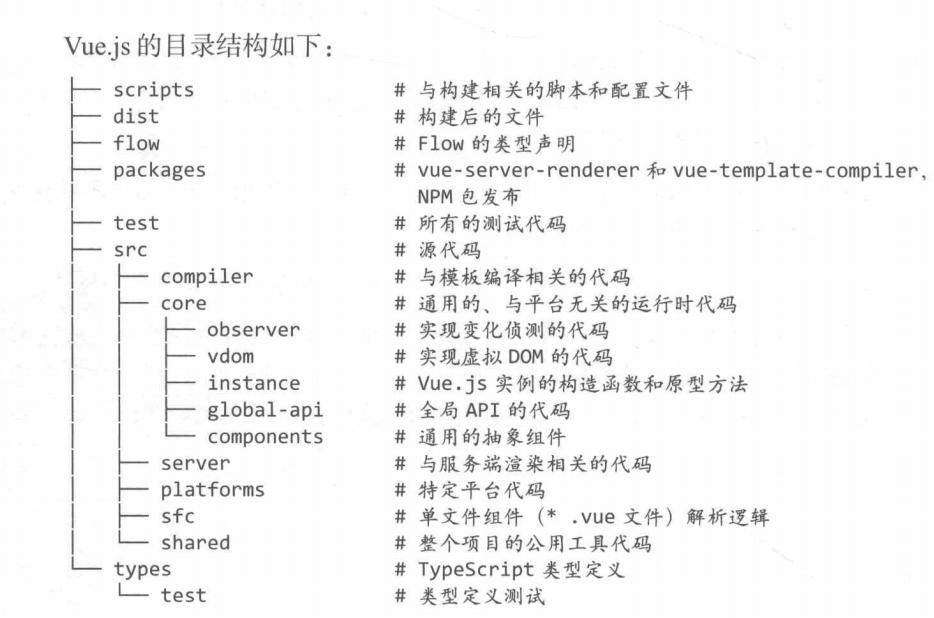 Vue.js 的目录结构如下：
├── scripts # 与构建相关的脚本和配置文件
├── dist # 构建后的文件
├── flow # Flow 的类型声明
├── packages # vue-server-renderer 和 vue-template-compiler，
│ NPM 包发布
├── test # 所有的测试代码
├── src # 源代码
│ ├── compiler # 与模板编译相关的代码
│ ├── core # 通用的、与平台无关的运行时代码
│ │ ├── observer # 实现变化侦测的代码
│ │ ├── vdom # 实现虚拟 DOM 的代码
│ │ ├── instance # Vue.js 实例的构造函数和原型方法
│ │ ├── global-api # 全局 API 的代码
│ │ └── components # 通用的抽象组件
│ ├── server # 与服务端渲染相关的代码
│ ├── platforms # 特定平台代码
│ ├── sfc # 单文件组件（* .vue 文件）解析逻辑
│ └── shared # 整个项目的公用工具代码
└── types # TypeScript 类型定义
└── test # 类型定义测试